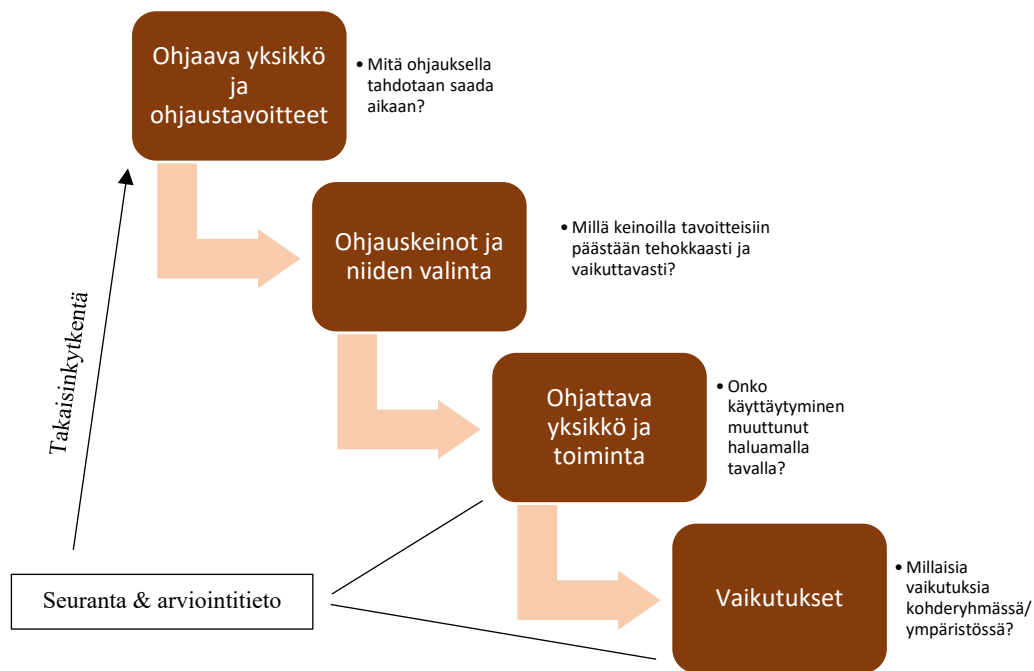 Ohjaava yksikkö
ja
ohjaustavoitteet
• Mitä ohjauksella
tahdotaan saada
aikaan?
Ohjauskeinot ja
niiden valinta
• Millä keinoilla tavoitteisiin
päästään tehokkaasti ja
vaikuttavasti?
Takaisinkytkentä
Ohjattava
yksikkö ja
toiminta
• Onko
käyttäytyminen
muuttunut
haluamalla
tavalla?
Seuranta & arviointitieto
Vaikutukset
• Millaisia
vaikutuksia
kohderyhmässä/
ympäristössä?